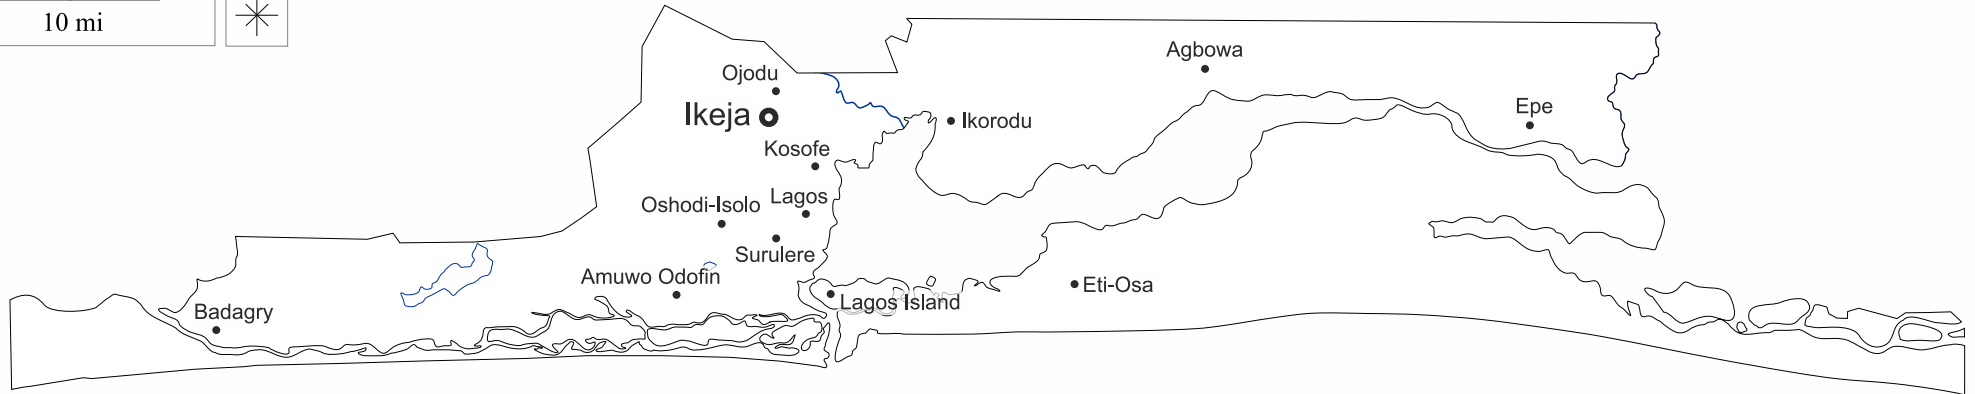 10 mi
Agbowa
Ojodu
Ikeja
Epe
Ikorodu
Kosofe
Oshodi-Isolo
Lagos
Surulere
Amuwo Odofin
Eti-Osa
Lagos Island
Badagry